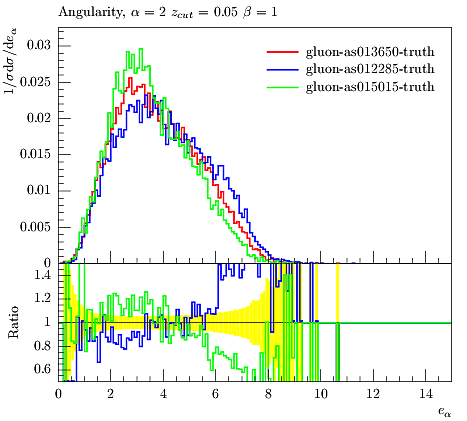 Angularity, α = 2 z_cut = 0.05 β = 1
1/σ dσ/de_α
0.03
0.025
0.02
0.015
0.01
0.005
0
gluon-as013650-truth
gluon-as012285-truth
gluon-as015015-truth
Ratio
1.4
1.2
1
0.8
0.6
0 2 4 6 8 10 12 14
e_α